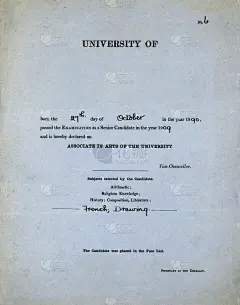 UNIVERSITY OF
born the 27th day of October in the year 1890.
passed the EXAMINATION as a Senior Candidate in the year 1909
and is hereby declared an
ASSOCIATE IN ARTS OF THE UNIVERSITY
Vice-Chancellor.
Subjects selected by the Candidate.
Arithmetic;
Religious Knowledge;
History; Composition, Literature;
French; Drawing
The Candidate was placed in the Pass List.